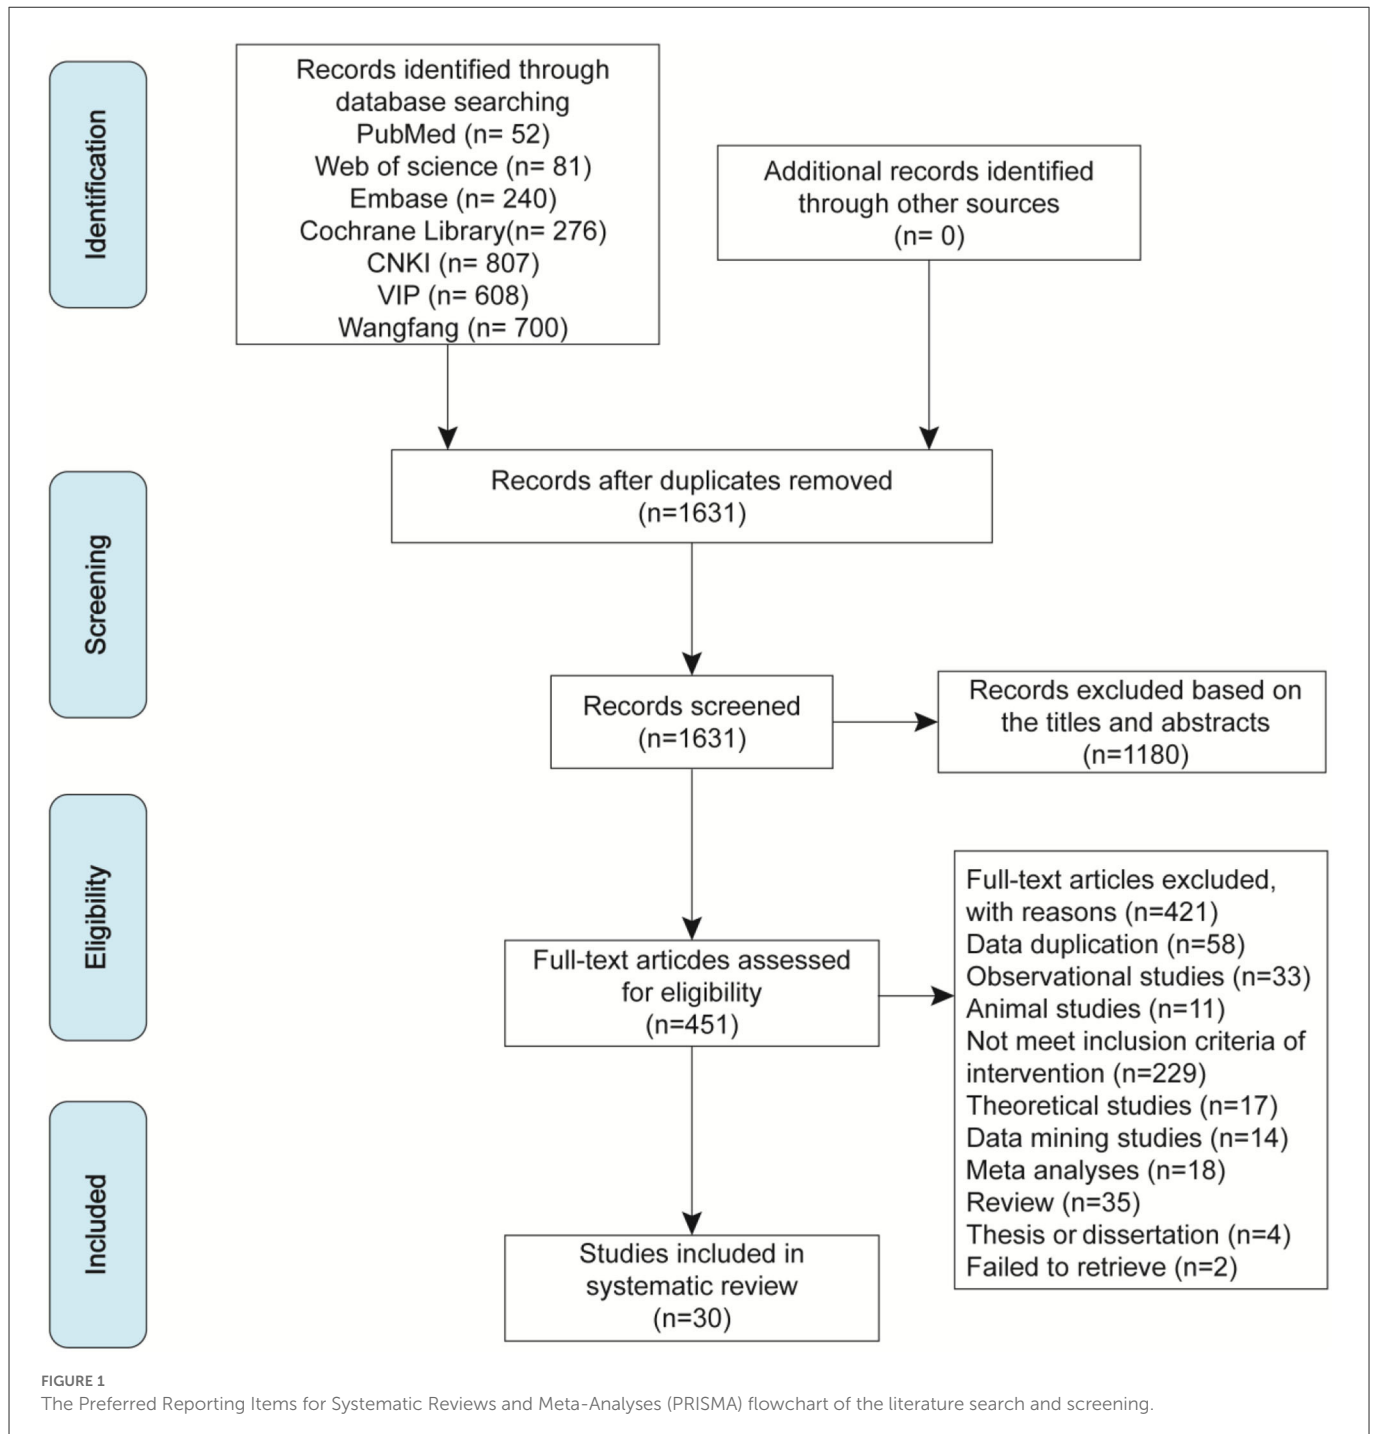 Identification
Records identified through
database searching
PubMed (n= 52)
Web of science (n= 81)
Embase (n= 240)
Cochrane Library(n= 276)
CNKI (n= 807)
VIP (n= 608)
Wangfang (n= 700)
Additional records identified
through other sources
(n= 0)
Screening
Records after duplicates removed
(n=1631)
Records screened
(n=1631)
Records excluded based on
the titles and abstracts
(n=1180)
Eligibility
Full-text articdes assessed
for eligibility
(n=451)
Full-text articles excluded,
with reasons (n=421)
Data duplication (n=58)
Observational studies (n=33)
Animal studies (n=11)
Not meet inclusion criteria of
intervention (n=229)
Theoretical studies (n=17)
Data mining studies (n=14)
Meta analyses (n=18)
Review (n=35)
Thesis or dissertation (n=4)
Failed to retrieve (n=2)
Included
Studies included in
systematic review
(n=30)
FIGURE 1
The Preferred Reporting Items for Systematic Reviews and Meta-Analyses (PRISMA) flowchart of the literature search and screening.